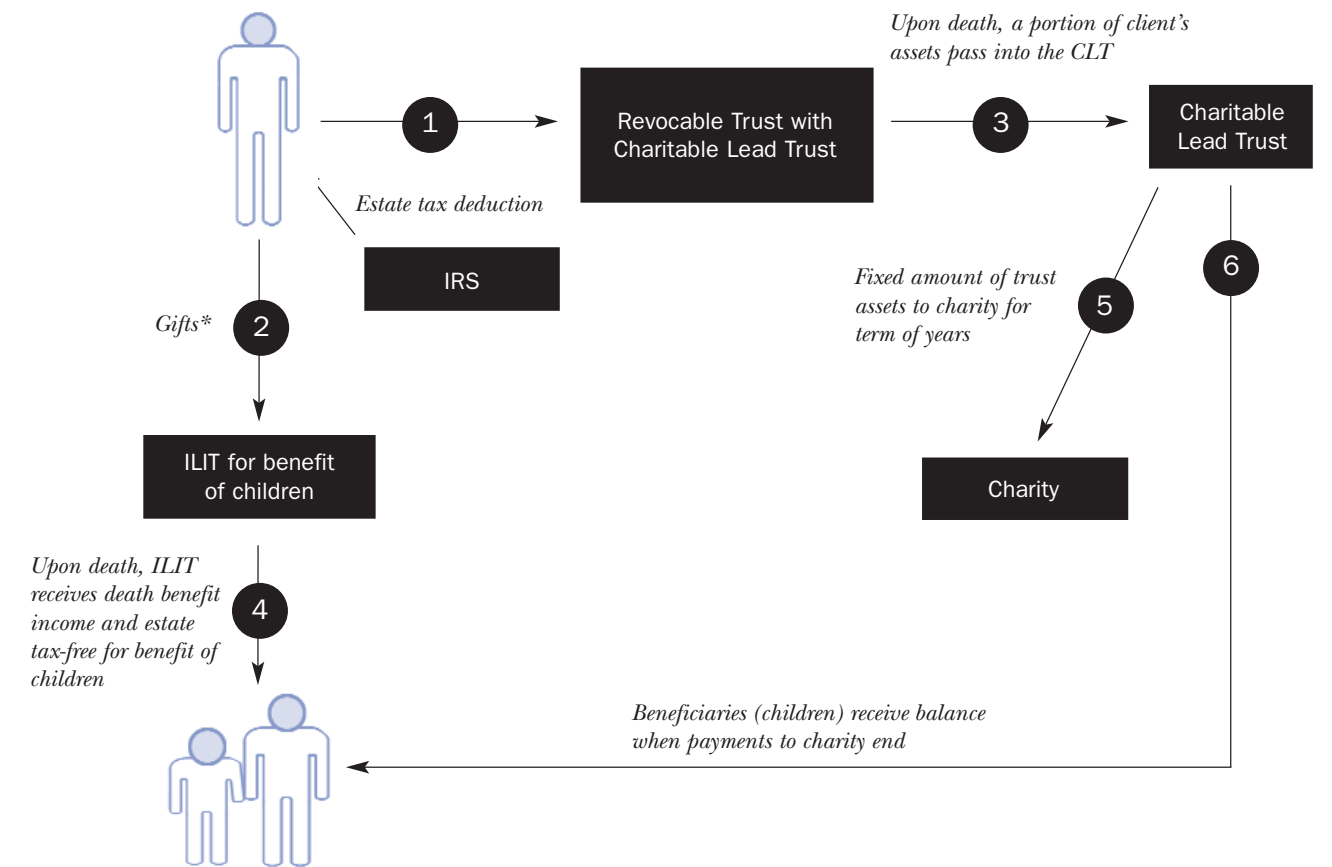 Upon death, a portion of client's
assets pass into the CLT
1
Revocable Trust with
Charitable Lead Trust
3
Charitable
Lead Trust
Estate tax deduction
IRS
Gifts*
2
Fixed amount of trust
assets to charity for
term of years
5
6
ILIT for benefit
of children
Charity
Upon death, ILIT
receives death benefit
income and estate
tax-free for benefit of
children
4
Beneficiaries (children) receive balance
when payments to charity end